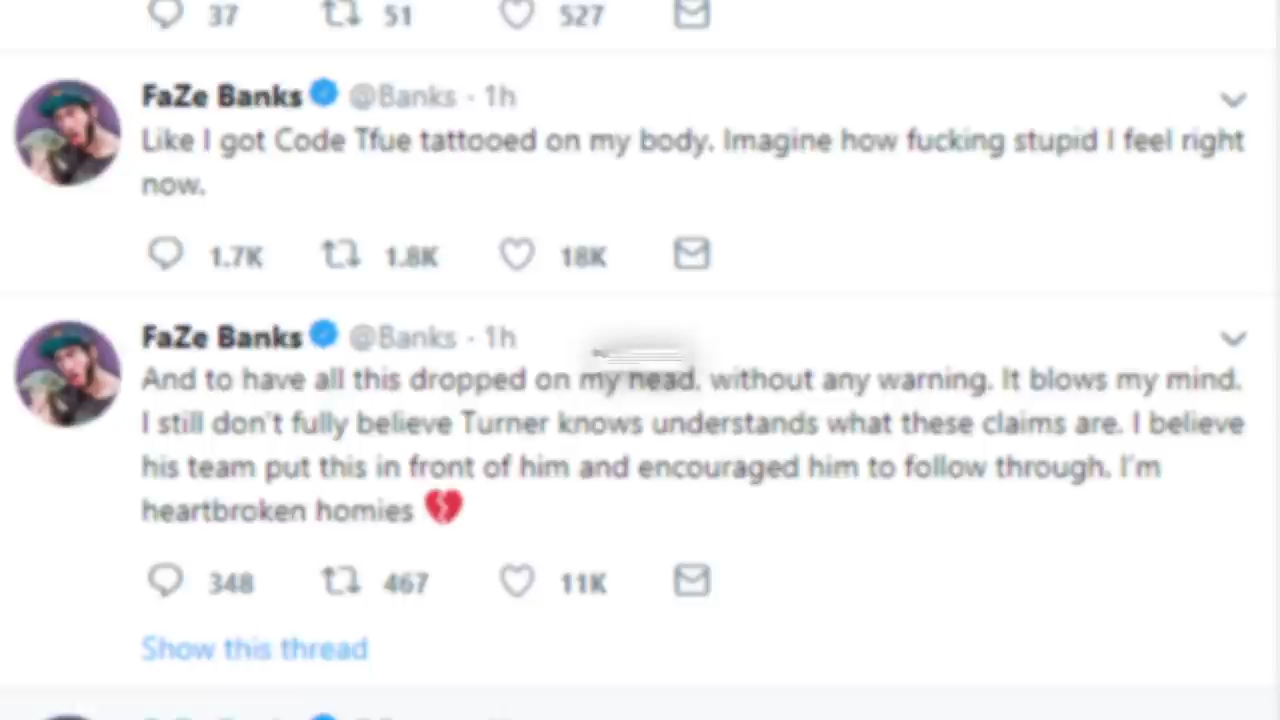 37 51 527
FaZe Banks @Banks · 1h
Like I got Code Tfue tattooed on my body. Imagine how fucking stupid I feel right
now.
1.7K 1.8K 18K
FaZe Banks @Banks · 1h
And to have all this dropped on my head, without any warning. It blows my mind.
I still don't fully believe Turner knows understands what these claims are. I believe
his team put this in front of him and encouraged him to follow through. I'm
heartbroken homies 💔
348 467 11K
Show this thread